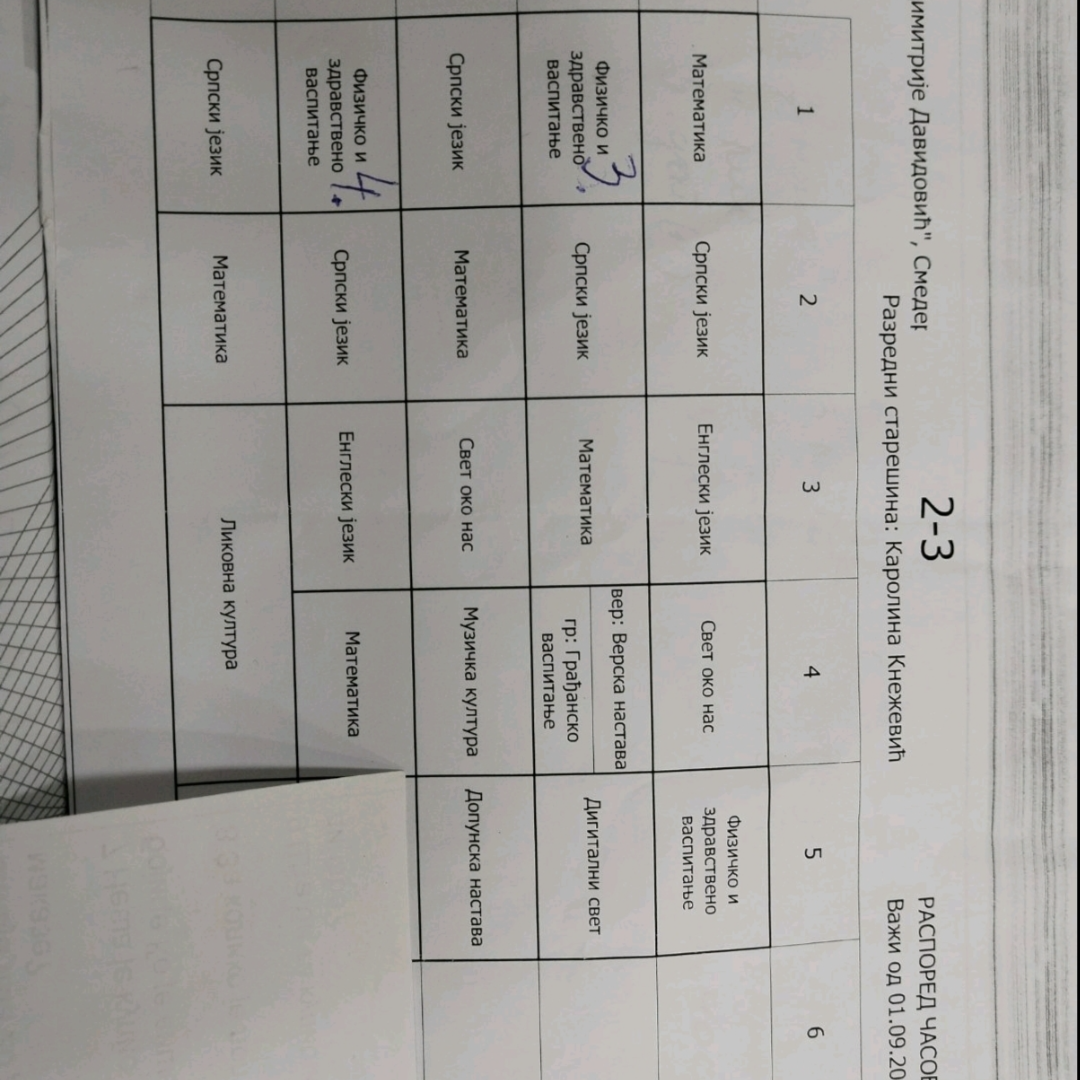 имитрије Давидовић", Смедер
2-3
РАСПОРЕД ЧАСОВ
Разредни старешина: Каролина Кнежевић
Важи од 01.09.20
1 2 3 4 5 6
Математика
Српски језик
Енглески језик
Свет око нас
Физичко и
здравствено
васпитање
Физичко и
здравствено
васпитање
3.
Српски језик
Математика
вер: Верска настава
гр: Грађанско
васпитање
Дигитални свет
Српски језик
Математика
Свет око нас
Музичка култура
Допунска настава
Физичко и
здравствено
васпитање
4.
Српски језик
Енглески језик
Математика
Српски језик
Математика
Ликовна култура